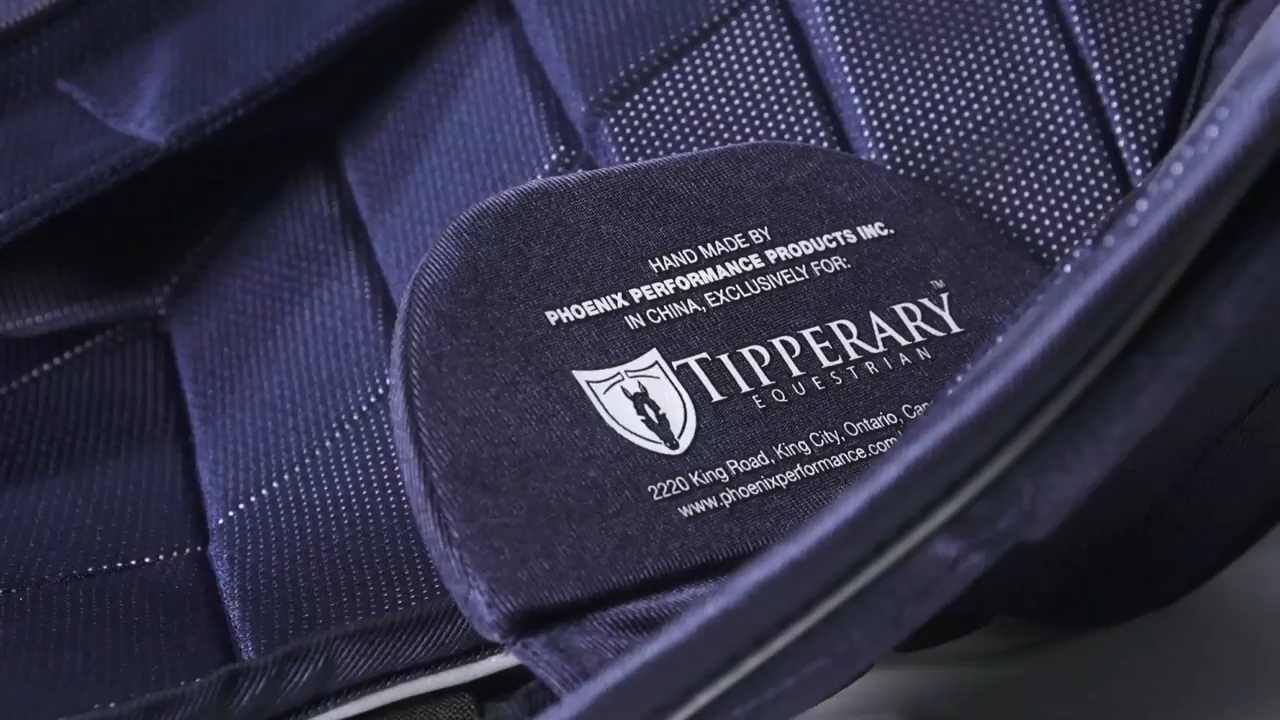 HAND MADE BY
PHOENIX PERFORMANCE PRODUCTS INC.
IN CHINA, EXCLUSIVELY FOR:
TIPPERARY™
EQUESTRIAN
2220 King Road, King City, Ontario,
www.phoenixperformance.com